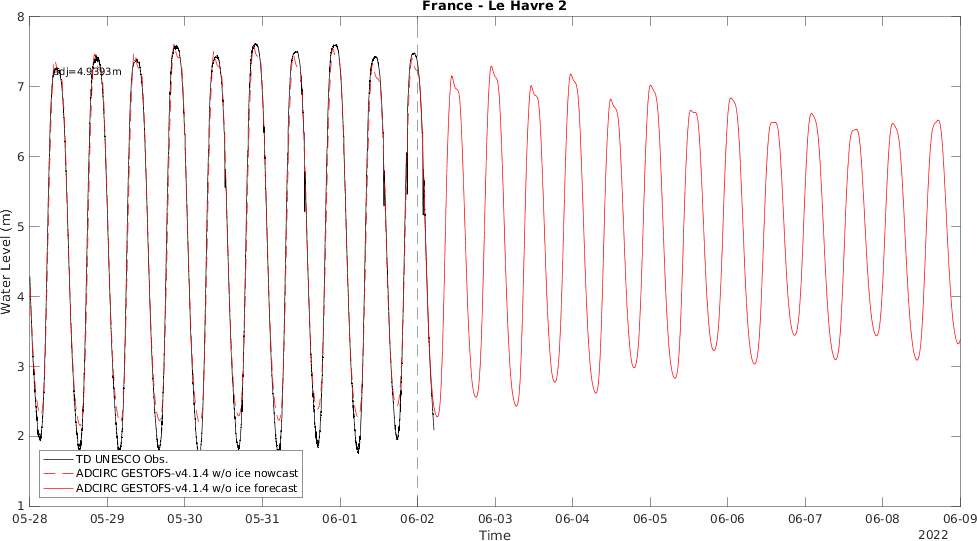 France - Le Havre 2
8
7
6
5
4
3
2
1
Water Level (m)
adj=4.9393m
TD UNESCO Obs.
ADCIRC GESTOFS-v4.1.4 w/o ice nowcast
ADCIRC GESTOFS-v4.1.4 w/o ice forecast
05-28 05-29 05-30 05-31 06-01 06-02 06-03 06-04 06-05 06-06 06-07 06-08 06-09
Time
2022